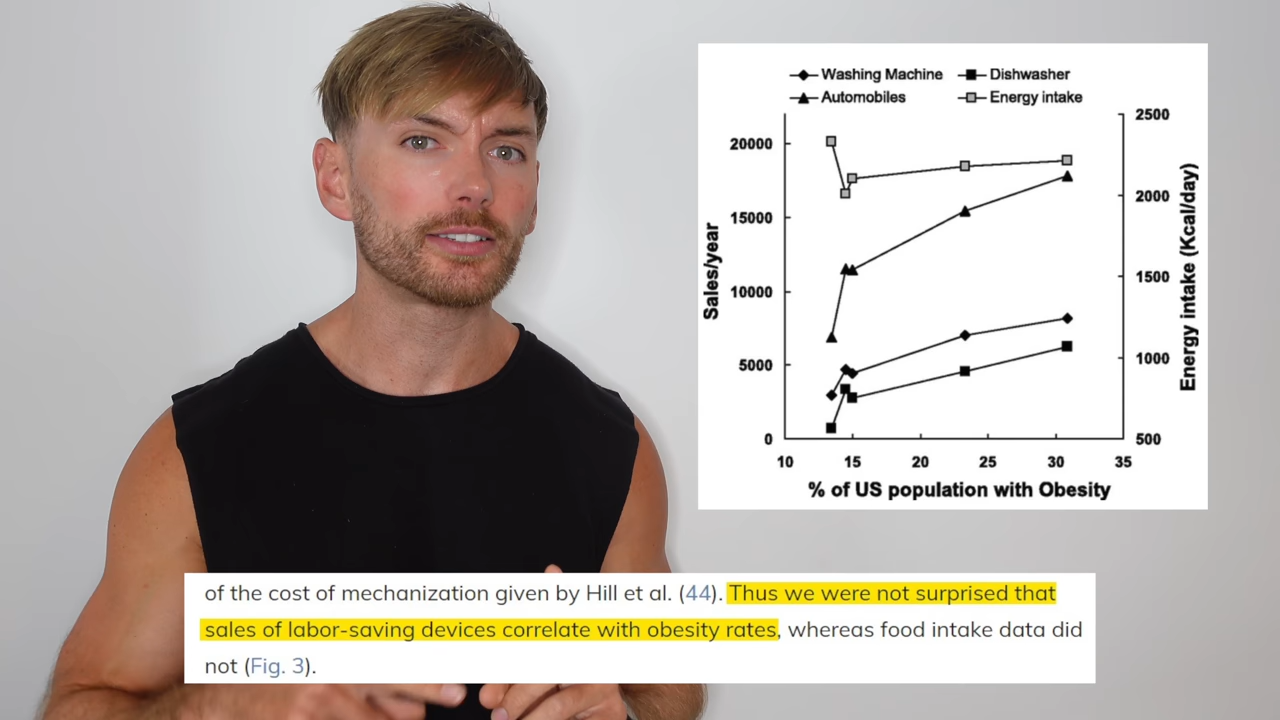 Washing Machine Dishwasher
Automobiles Energy intake
2500
20000
2000
15000
1500
10000
1000
5000
0 500
10 15 20 25 30 35
Sales/year
Energy intake (Kcal/day)
% of US population with Obesity
of the cost of mechanization given by Hill et al. (44). Thus we were not surprised that
sales of labor-saving devices correlate with obesity rates, whereas food intake data did
not (Fig. 3).